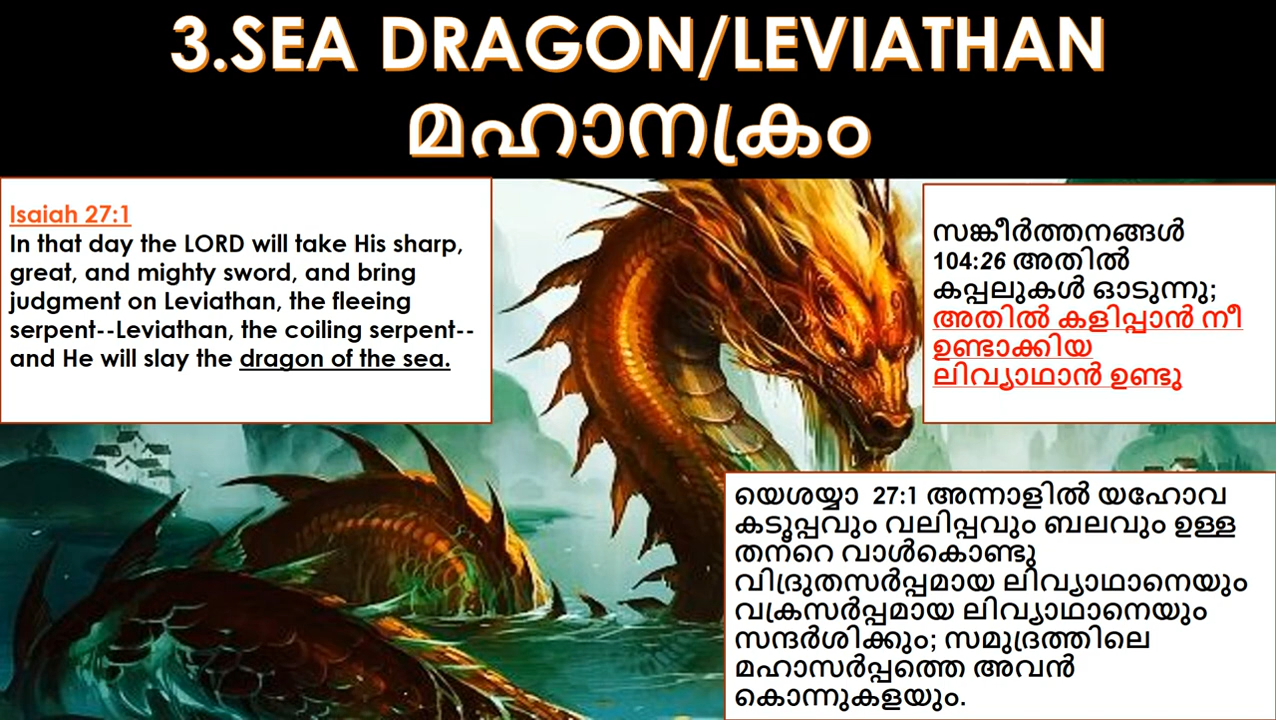 3.SEA DRAGON/LEVIATHAN
മഹാനക്രം
Isaiah 27:1
In that day the LORD will take His sharp,
great, and mighty sword, and bring
judgment on Leviathan, the fleeing
serpent--Leviathan, the coiling serpent--
and He will slay the dragon of the sea.
സങ്കീർത്തനങ്ങൾ
104:26 അതിൽ
കപ്പലുകൾ ഓടുന്നു;
അതിൽ കളിപ്പാൻ നീ
ഉണ്ടാക്കിയ
ലിവ്യാഥാൻ ഉണ്ടു
യെശയ്യാ 27:1 അന്നാളിൽ യഹോവ
കടുപ്പവും വലിപ്പവും ബലവും ഉള്ള
തന്റെ വാൾകൊണ്ടു
വിദ്രുതസർപ്പമായ ലിവ്യാഥാനെയും
വക്രസർപ്പമായ ലിവ്യാഥാനെയും
സന്ദർശിക്കും; സമുദ്രത്തിലെ
മഹാസർപ്പത്തെ അവൻ
കൊന്നുകളയും.